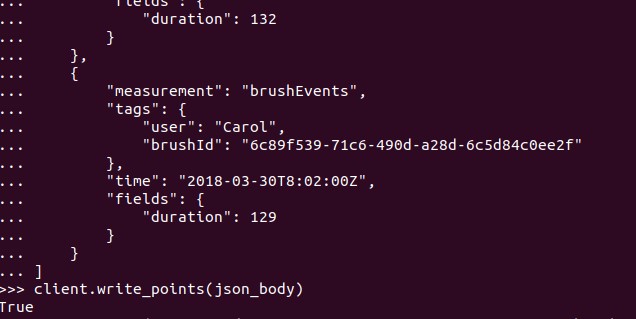 ... "fields": {
... "duration": 132
... }
... },
... {
... "measurement": "brushEvents",
... "tags": {
... "user": "Carol",
... "brushId": "6c89f539-71c6-490d-a28d-6c5d84c0ee2f"
... },
... "time": "2018-03-30T8:02:00Z",
... "fields": {
... "duration": 129
... }
... }
... ]
>>> client.write_points(json_body)
True